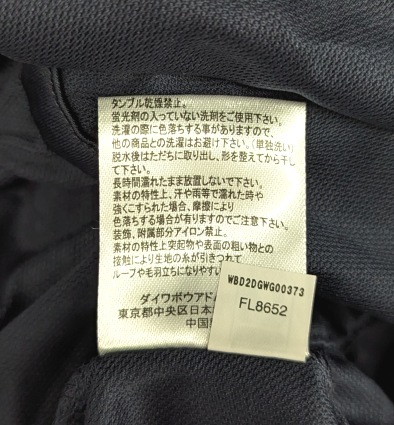 タンブル乾燥禁止。
蛍光剤の入っていない洗剤をご使用下さい。
洗濯の際に色落ちする事がありますので、
他の商品との洗濯はお避け下さい。(単独洗い)
脱水後はただちに取り出し、形を整えてから干し
て下さい。
長時間濡れたまま放置しないで下さい。
素材の特性上、汗や雨等で濡れた時や
強くこすられた場合、摩擦により
色落ちする場合が有りますのでご注意下さい。
装飾、附属部分アイロン禁止。
素材の特性上突起物や表面の粗い物との
接触により生地の糸が引きつれて
ループや毛羽立ちになりやすい
ダイワボウアド
東京都中央区日本
中国
WBD2DGWG00373
FL8652